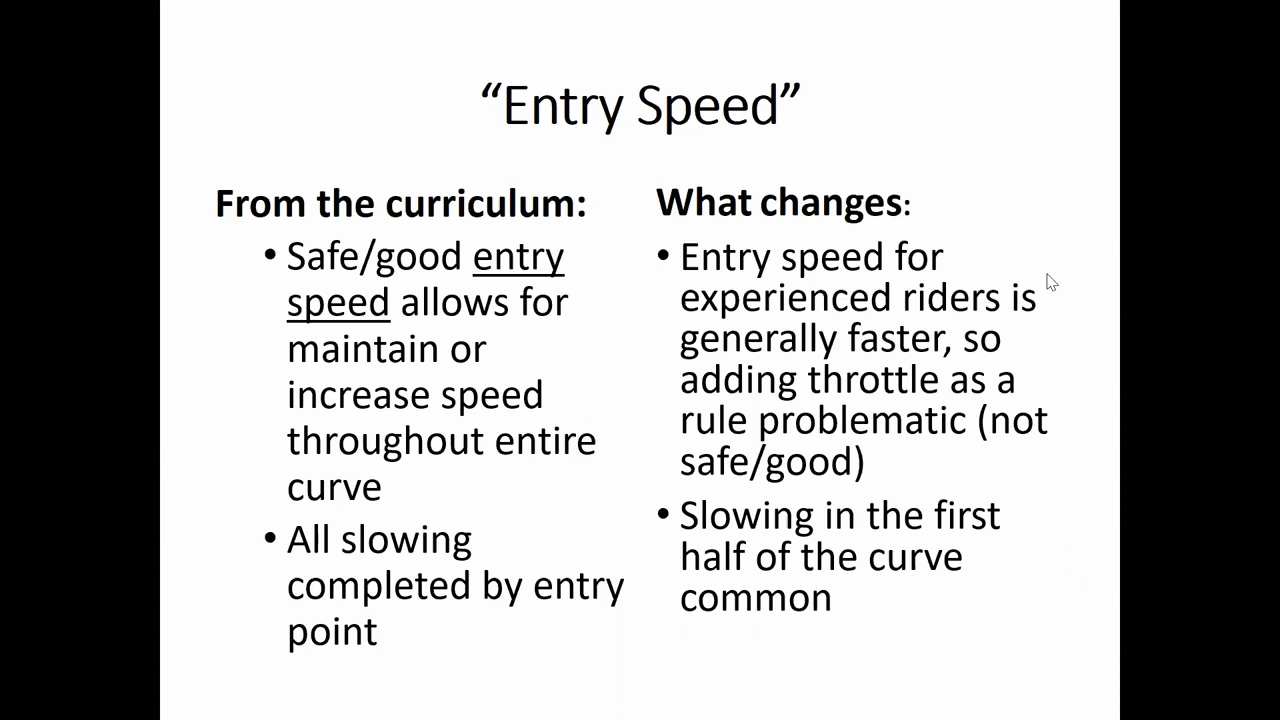 “Entry Speed”
From the curriculum:
• Safe/good entry
speed allows for
maintain or
increase speed
throughout entire
curve
• All slowing
completed by entry
point
What changes:
• Entry speed for
experienced riders is
generally faster, so
adding throttle as a
rule problematic (not
safe/good)
• Slowing in the first
half of the curve
common